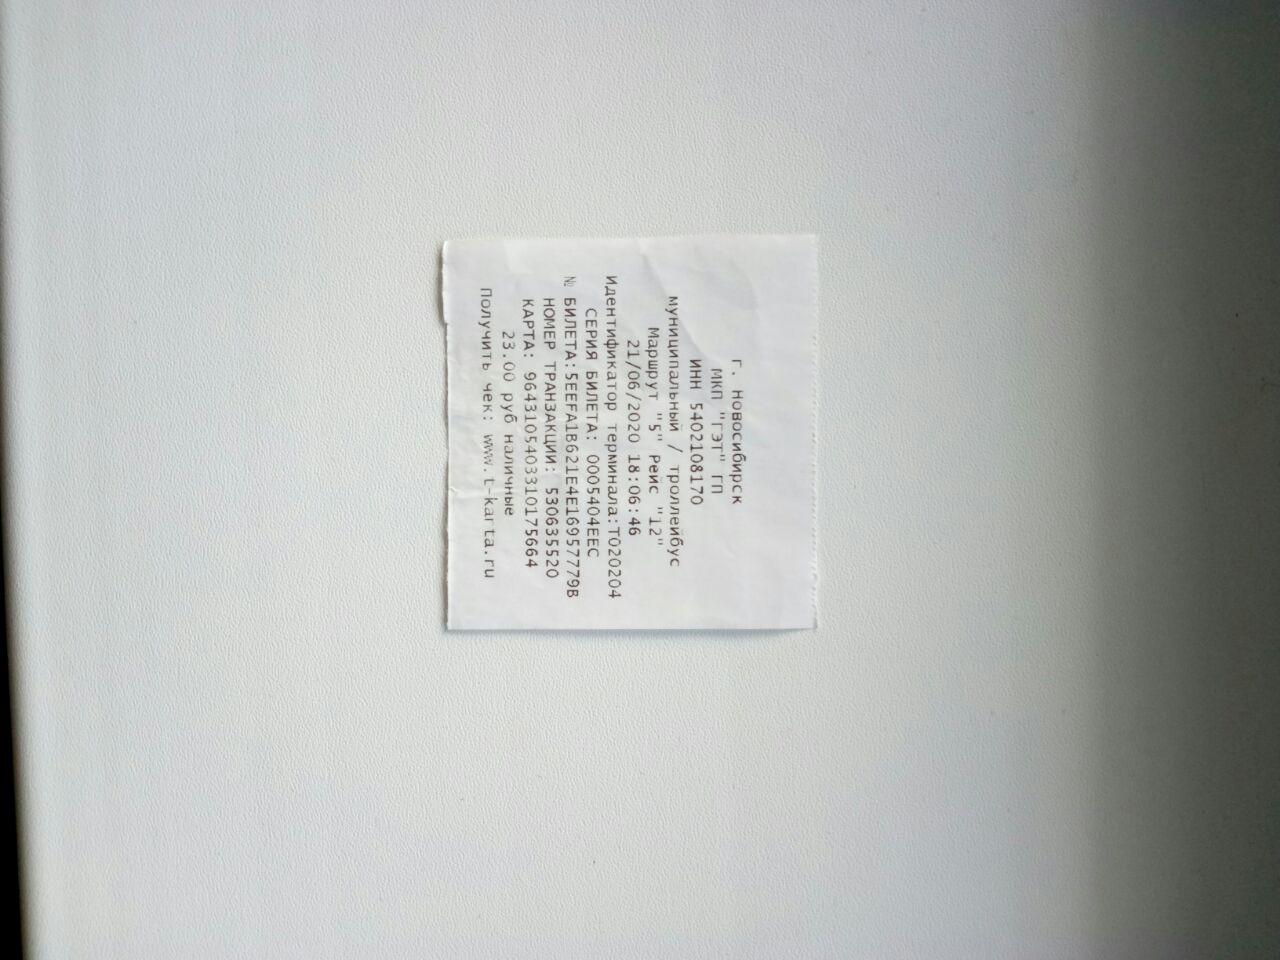 г. Новосибирск
МКП "ГЭТ" ГП
ИНН 5402108170
муниципальный / троллейбус
Маршрут "5" Рейс "12"
21/06/2020 18:06:46
Идентификатор терминала:T020204
СЕРИЯ БИЛЕТА: 0005404EEC
№ БИЛЕТА:5EEFA1B621E4E16957779B
НОМЕР ТРАНЗАКЦИИ: 530635520
КАРТА: 9643105403310175664
23.00 руб наличные
Получить чек: www.t-karta.ru